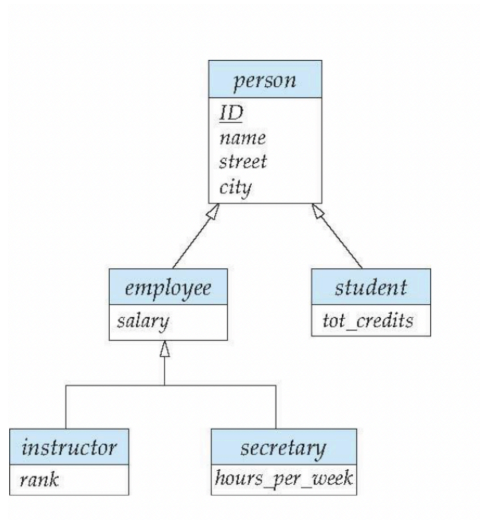 person
ID
name
street
city
employee
salary
student
tot_credits
instructor
rank
secretary
hours_per_week